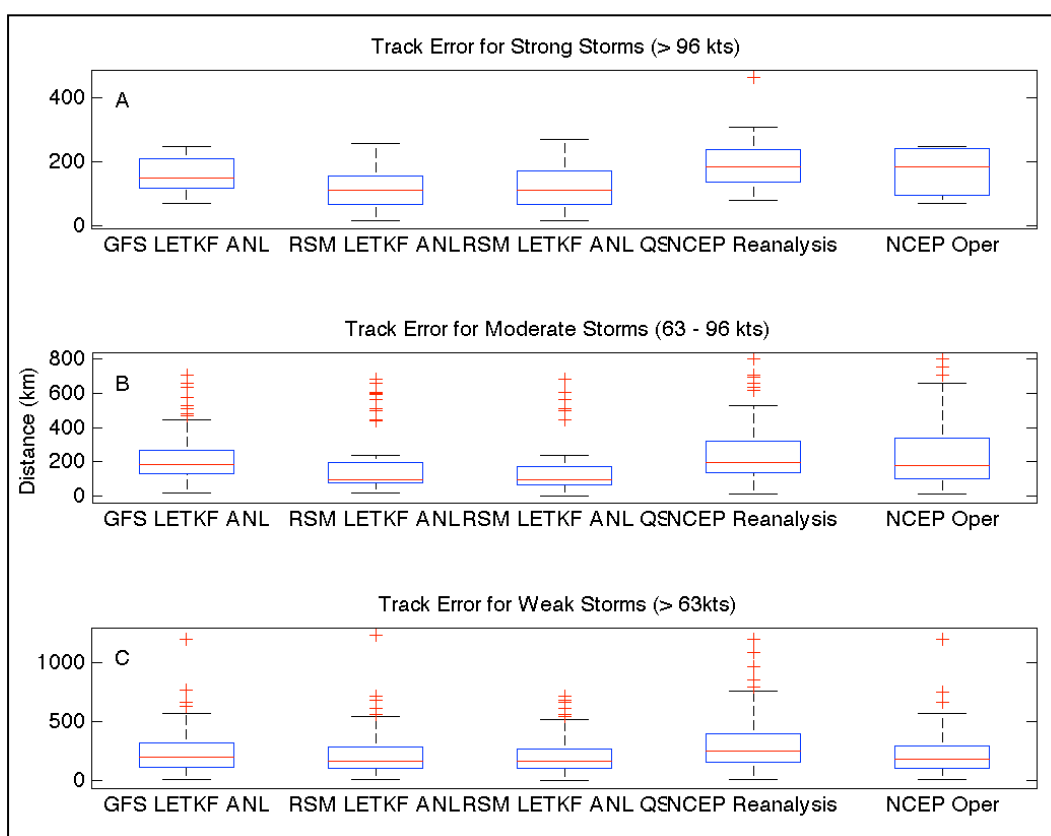 Track Error for Strong Storms (> 96 kts)
A
400
200
0
GFS LETKF ANL RSM LETKF ANL RSM LETKF ANL QS NCEP Reanalysis NCEP Oper
Track Error for Moderate Storms (63 - 96 kts)
B
Distance (km)
800
600
400
200
0
GFS LETKF ANL RSM LETKF ANL RSM LETKF ANL QS NCEP Reanalysis NCEP Oper
Track Error for Weak Storms (> 63kts)
C
1000
500
0
GFS LETKF ANL RSM LETKF ANL RSM LETKF ANL QS NCEP Reanalysis NCEP Oper